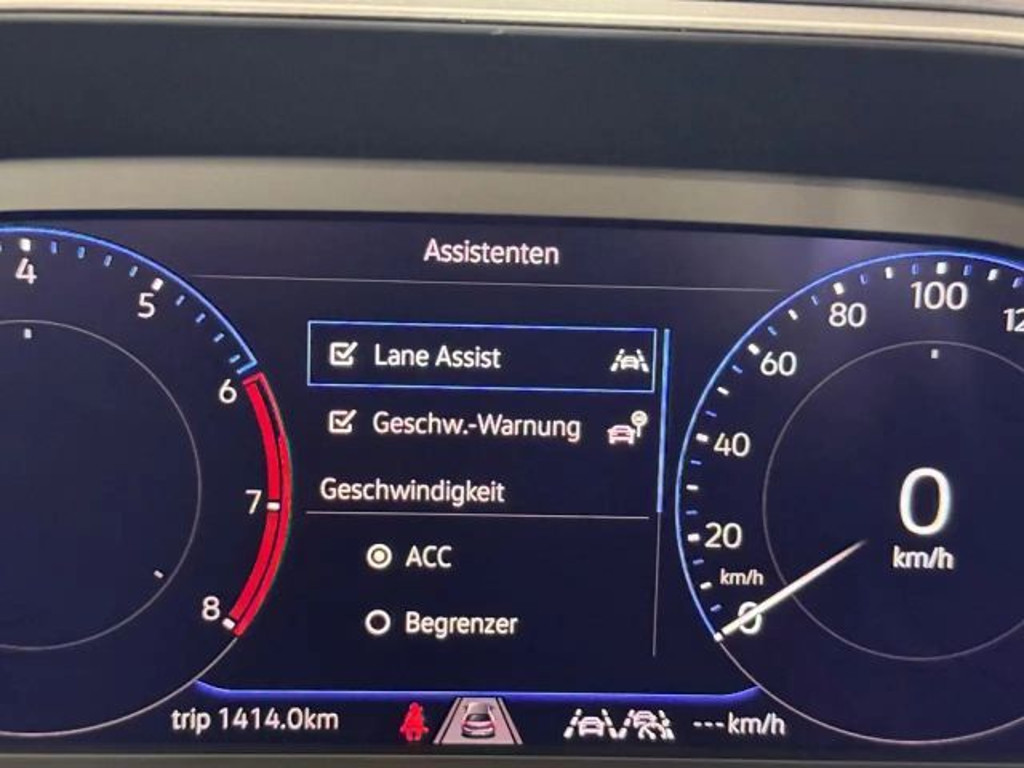 Assistenten
4
5
6
7
8
Lane Assist
Geschw.-Warnung
Geschwindigkeit
ACC
Begrenzer
80
100
12
60
40
20
km/h
0
0
km/h
trip 1414.0km
---km/h